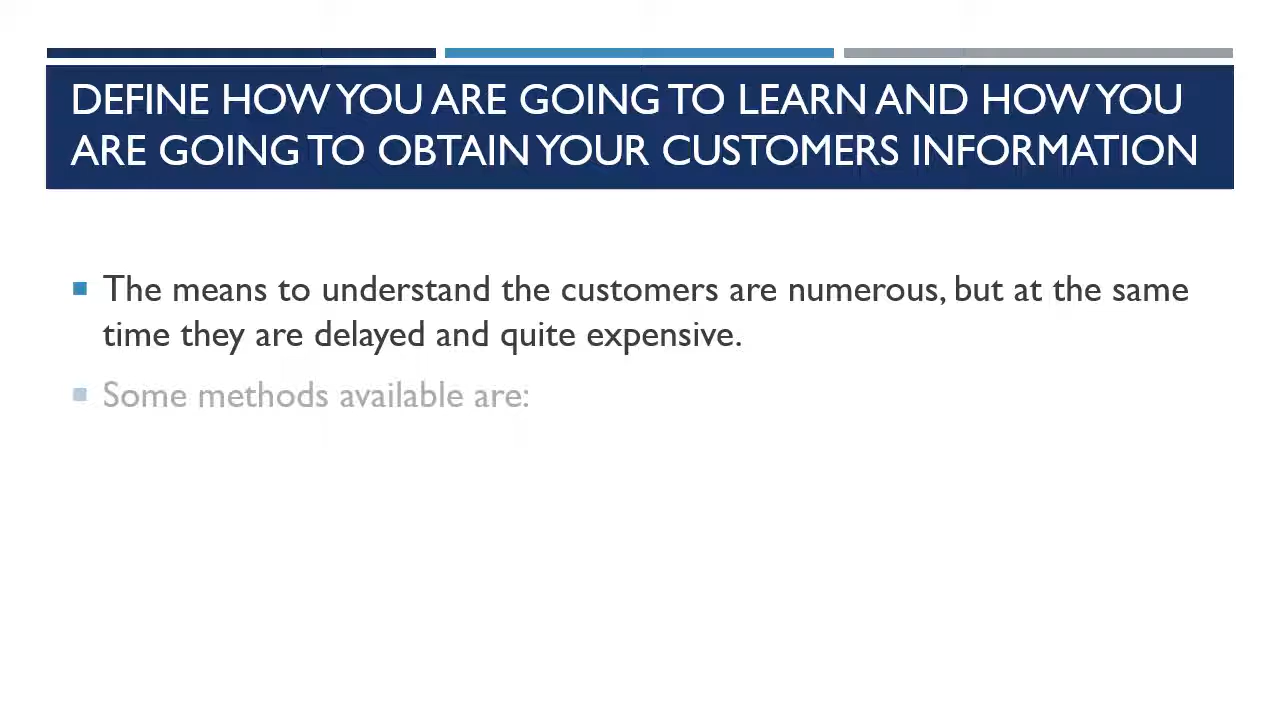 DEFINE HOW YOU ARE GOING TO LEARN AND HOW YOU
ARE GOING TO OBTAIN YOUR CUSTOMERS INFORMATION
The means to understand the customers are numerous, but at the same
time they are delayed and quite expensive.
Some methods available are: